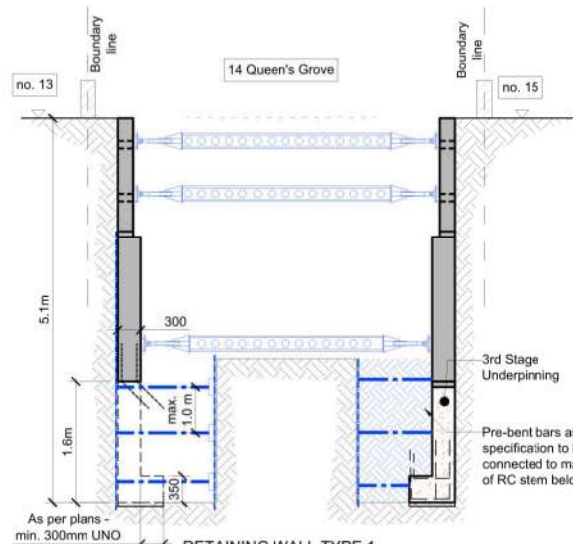 Boundary
line
14 Queen's Grove
Boundary
line
no. 13
no. 15
5.1m
300
3rd Stage
Underpinning
max.
1.0 m
1.6m
350
Pre-bent bars as
specification to
connected to
of RC stem
As per plans -
min. 300mm UNO
RETAINING WALL TYPE 1